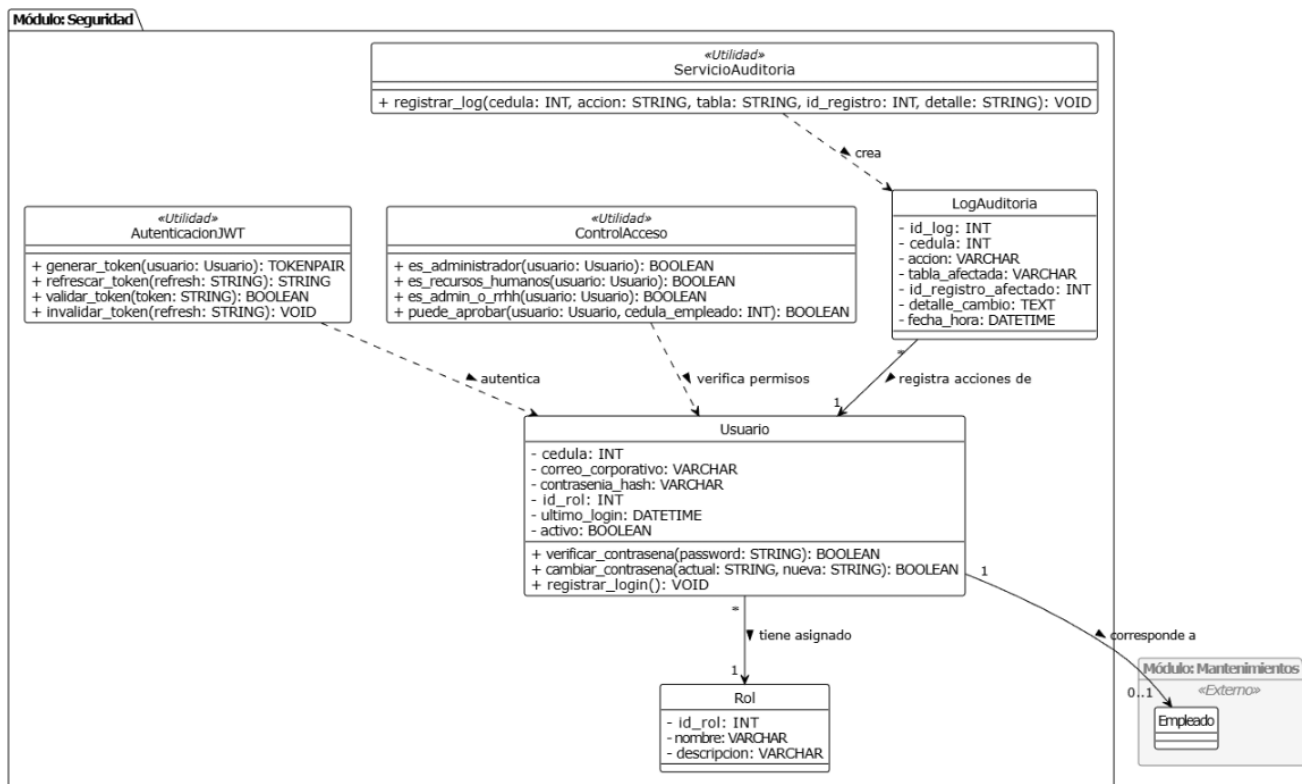 Módulo: Seguridad
«Utilidad»
ServicioAuditoria
+ registrar_log(cedula: INT, accion: STRING, tabla: STRING, id_registro: INT, detalle: STRING): VOID
crea
«Utilidad»
AutenticacionJWT
+ generar_token(usuario: Usuario): TOKENPAIR
+ refrescar_token(refresh: STRING): STRING
+ validar_token(token: STRING): BOOLEAN
+ invalidar_token(refresh: STRING): VOID
«Utilidad»
ControlAcceso
+ es_administrador(usuario: Usuario): BOOLEAN
+ es_recursos_humanos(usuario: Usuario): BOOLEAN
+ es_admin_o_rrhh(usuario: Usuario): BOOLEAN
+ puede_aprobar(usuario: Usuario, cedula_empleado: INT): BOOLEAN
LogAuditoria
- id_log: INT
- cedula: INT
- accion: VARCHAR
- tabla_afectada: VARCHAR
- id_registro_afectado: INT
- detalle_cambio: TEXT
- fecha_hora: DATETIME
*
autentica
verifica permisos
registra acciones de
1
Usuario
- cedula: INT
- correo_corporativo: VARCHAR
- contrasenia_hash: VARCHAR
- id_rol: INT
- ultimo_login: DATETIME
- activo: BOOLEAN
+ verificar_contrasena(password: STRING): BOOLEAN
+ cambiar_contrasena(actual: STRING, nueva: STRING): BOOLEAN
+ registrar_login(): VOID
1
*
tiene asignado
corresponde a
1
Rol
- id_rol: INT
- nombre: VARCHAR
- descripcion: VARCHAR
Módulo: Mantenimientos
«Externo»
0..1
Empleado